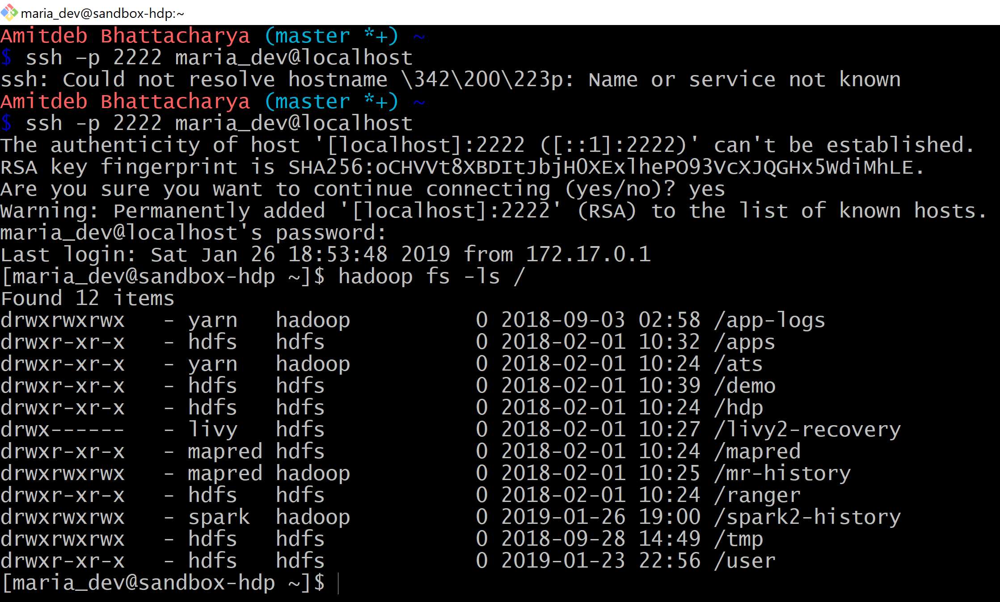 maria_dev@sandbox-hdp:~
Amitdeb Bhattacharya (master *+) ~
$ ssh –p 2222 maria_dev@localhost
ssh: Could not resolve hostname \342\200\223p: Name or service not known
Amitdeb Bhattacharya (master *+) ~
$ ssh -p 2222 maria_dev@localhost
The authenticity of host '[localhost]:2222 ([::1]:2222)' can't be established.
RSA key fingerprint is SHA256:oCHVVt8XBDItJbjH0XExlhePO93VcXJQGHx5WdiMhLE.
Are you sure you want to continue connecting (yes/no)? yes
Warning: Permanently added '[localhost]:2222' (RSA) to the list of known hosts.
maria_dev@localhost's password:
Last login: Sat Jan 26 18:53:48 2019 from 172.17.0.1
[maria_dev@sandbox-hdp ~]$ hadoop fs -ls /
Found 12 items
drwxrwxrwx   - yarn   hadoop          0 2018-09-03 02:58 /app-logs
drwxr-xr-x   - hdfs   hdfs            0 2018-02-01 10:32 /apps
drwxr-xr-x   - yarn   hadoop          0 2018-02-01 10:24 /ats
drwxr-xr-x   - hdfs   hdfs            0 2018-02-01 10:39 /demo
drwxr-xr-x   - hdfs   hdfs            0 2018-02-01 10:24 /hdp
drwx------   - livy   hdfs            0 2018-02-01 10:27 /livy2-recovery
drwxr-xr-x   - mapred hdfs            0 2018-02-01 10:24 /mapred
drwxrwxrwx   - mapred hadoop          0 2018-02-01 10:25 /mr-history
drwxr-xr-x   - hdfs   hdfs            0 2018-02-01 10:24 /ranger
drwxrwxrwx   - spark  hadoop          0 2019-01-26 19:00 /spark2-history
drwxrwxrwx   - hdfs   hdfs            0 2018-09-28 14:49 /tmp
drwxr-xr-x   - hdfs   hdfs            0 2019-01-23 22:56 /user
[maria_dev@sandbox-hdp ~]$